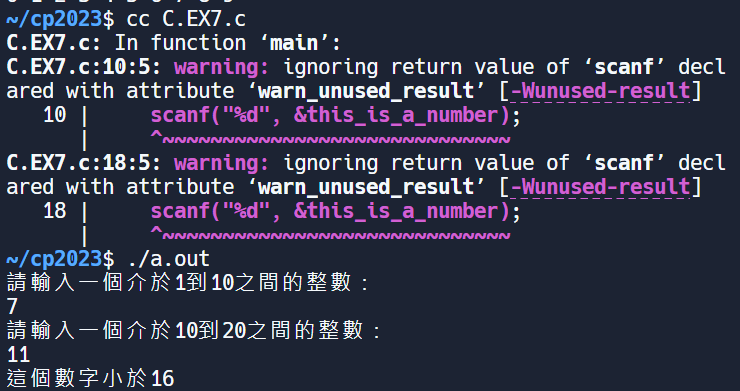 ~/cp2023$ cc C.EX7.c
C.EX7.c: In function ‘main’:
C.EX7.c:10:5: warning: ignoring return value of ‘scanf’ decl
ared with attribute ‘warn_unused_result’ [-Wunused-result]
10 |     scanf("%d", &this_is_a_number);
|     ^~~~~~~~~~~~~~~~~~~~~~~~~~~~~~
C.EX7.c:18:5: warning: ignoring return value of ‘scanf’ decl
ared with attribute ‘warn_unused_result’ [-Wunused-result]
18 |     scanf("%d", &this_is_a_number);
|     ^~~~~~~~~~~~~~~~~~~~~~~~~~~~~~
~/cp2023$ ./a.out
請輸入一個介於1到10之間的整數：
7
請輸入一個介於10到20之間的整數：
11
這個數字小於16